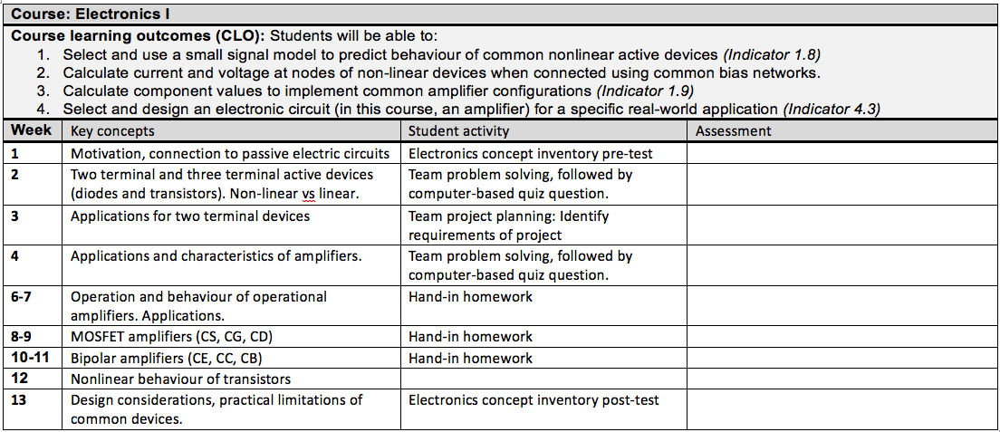 Course: Electronics I
Course learning outcomes (CLO): Students will be able to:
1. Select and use a small signal model to predict behaviour of common nonlinear active devices (Indicator 1.8)
2. Calculate current and voltage at nodes of non-linear devices when connected using common bias networks.
3. Calculate component values to implement common amplifier configurations (Indicator 1.9)
4. Select and design an electronic circuit (in this course, an amplifier) for a specific real-world application (Indicator 4.3)
Week Key concepts Student activity Assessment
1 Motivation, connection to passive electric circuits Electronics concept inventory pre-test
2 Two terminal and three terminal active devices Team problem solving, followed by
(diodes and transistors). Non-linear vs linear. computer-based quiz question.
3 Applications for two terminal devices Team project planning: Identify
requirements of project
4 Applications and characteristics of amplifiers. Team problem solving, followed by
computer-based quiz question.
6-7 Operation and behaviour of operational Hand-in homework
amplifiers. Applications.
8-9 MOSFET amplifiers (CS, CG, CD) Hand-in homework
10-11 Bipolar amplifiers (CE, CC, CB) Hand-in homework
12 Nonlinear behaviour of transistors
13 Design considerations, practical limitations of Electronics concept inventory post-test
common devices.